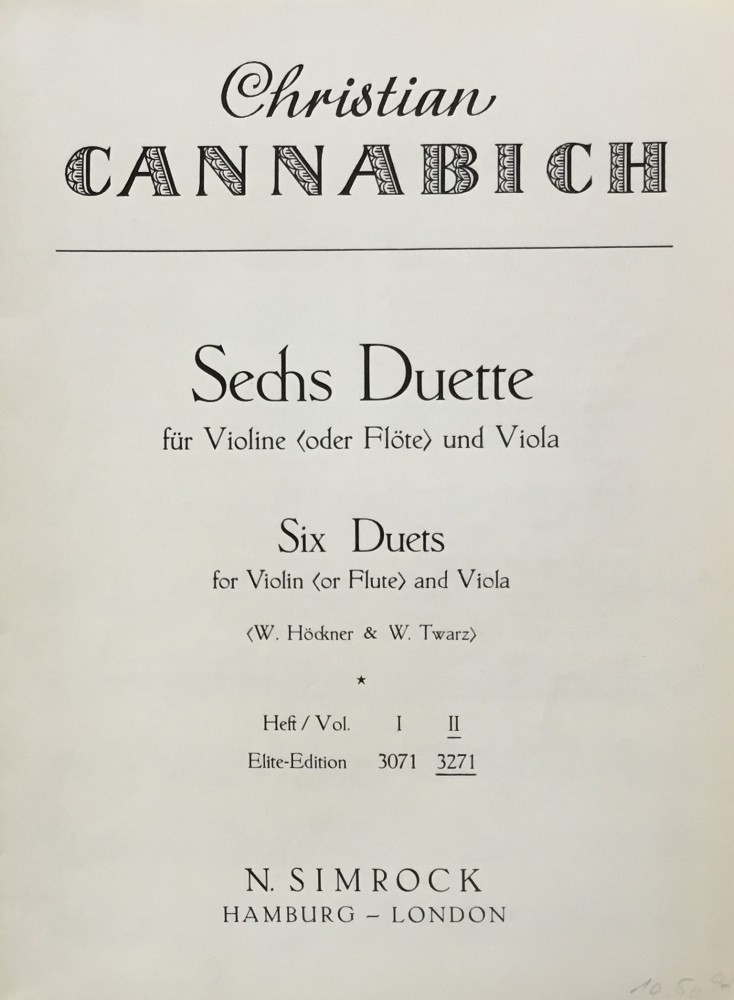 Christian
CANNABICH
Sechs Duette
für Violine ⟨oder Flöte⟩ und Viola
Six Duets
for Violin ⟨or Flute⟩ and Viola
⟨W. Höckner & W. Twarz⟩
★
Heft / Vol. I II
Elite-Edition 3071 3271
N. SIMROCK
HAMBURG – LONDON